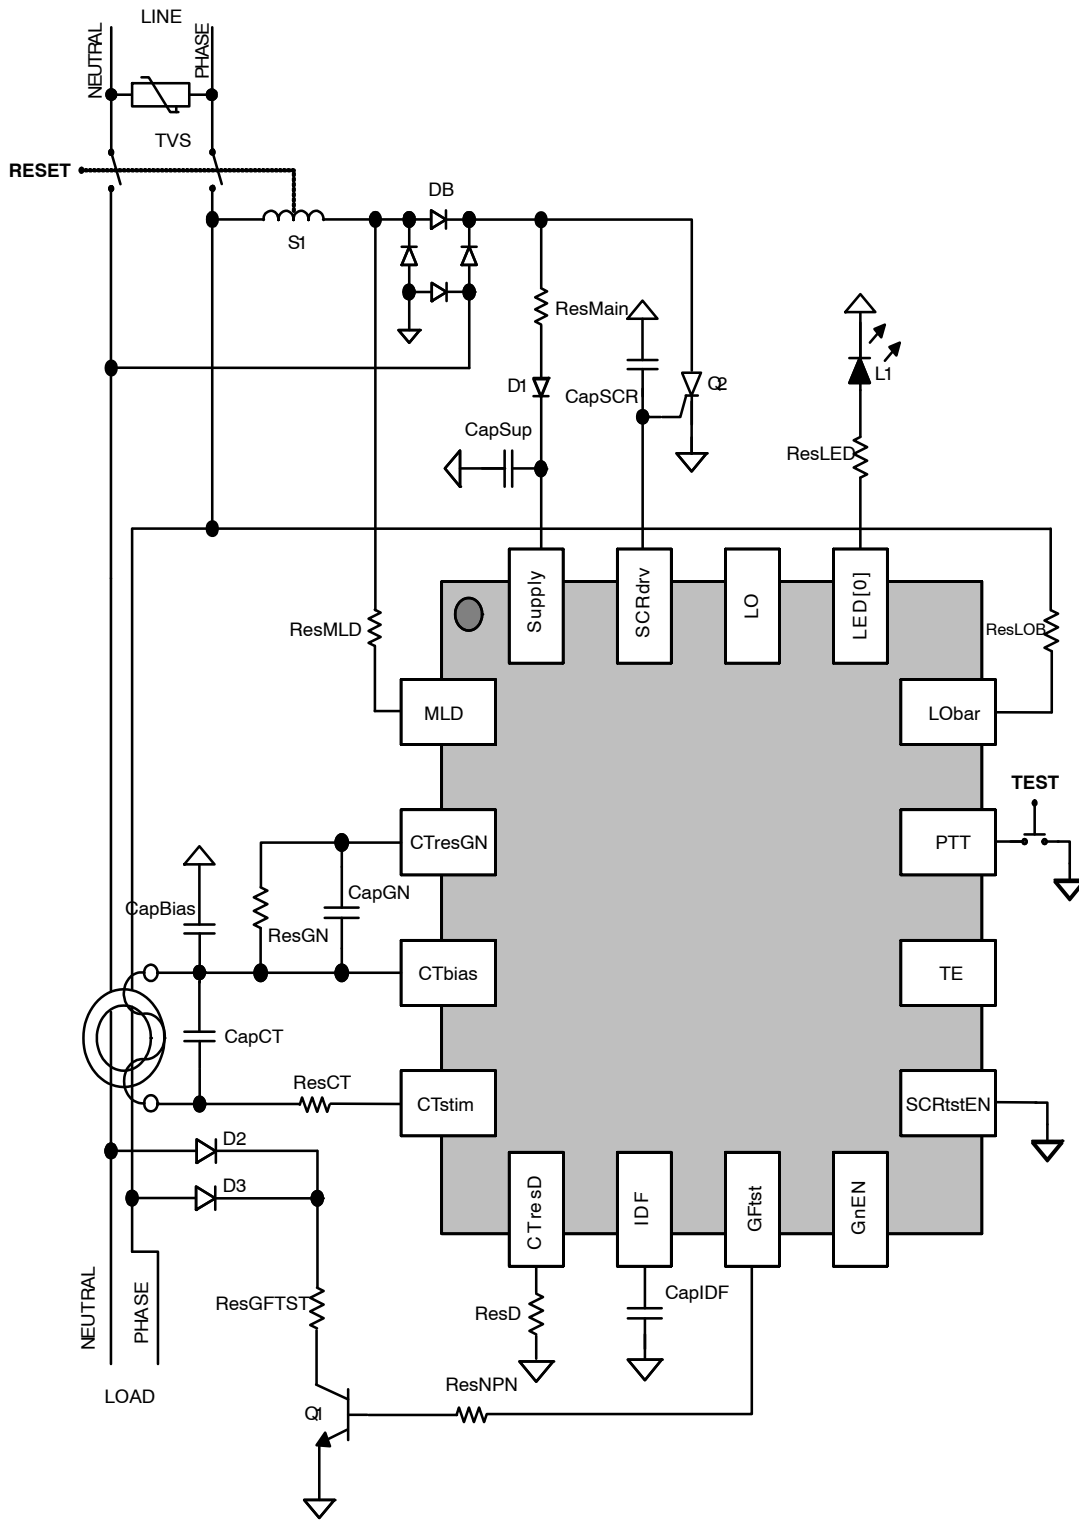 LINE
NEUTRAL
PHASE
TVS
RESET
S1
DB
ResMain
D1
CapSCR
Q2
CapSup
L1
ResLED
Supply
SCRdrv
LO
LED[0]
ResMLD
ResLOB
MLD
LObar
TEST
CTresGN
PTT
CapGN
CapBias
ResGN
CTbias
TE
CapCT
ResCT
CTstim
SCRtstEN
D2
D3
CTresD
IDF
GFtst
GnEN
NEUTRAL
PHASE
ResGFTST
ResD
CapIDF
LOAD
ResNPN
Q1